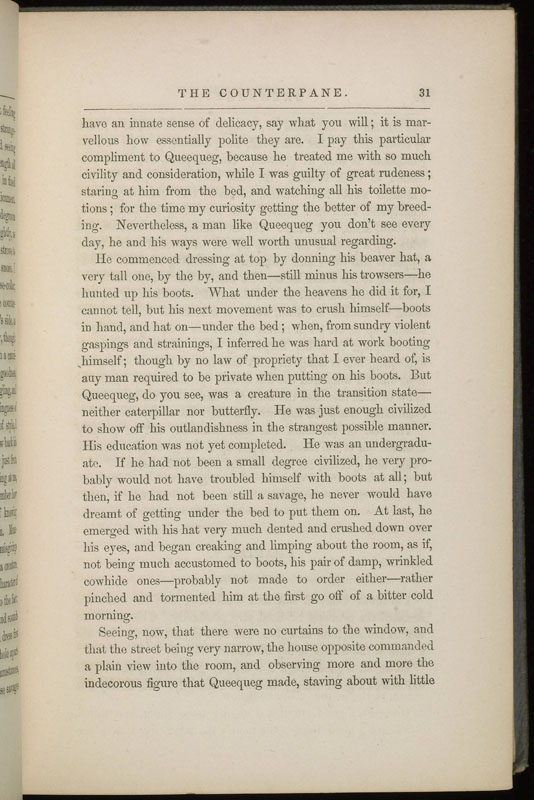 THE COUNTERPANE. 31
have an innate sense of delicacy, say what you will; it is mar-
vellous how essentially polite they are. I pay this particular
compliment to Queequeg, because he treated me with so much
civility and consideration, while I was guilty of great rudeness;
staring at him from the bed, and watching all his toilette mo-
tions; for the time my curiosity getting the better of my breed-
ing. Nevertheless, a man like Queequeg you don't see every
day, he and his ways were well worth unusual regarding.
He commenced dressing at top by donning his beaver hat, a
very tall one, by the by, and then—still minus his trowsers—he
hunted up his boots. What under the heavens he did it for, I
cannot tell, but his next movement was to crush himself—boots
in hand, and hat on—under the bed; when, from sundry violent
gaspings and strainings, I inferred he was hard at work booting
himself; though by no law of propriety that I ever heard of, is
any man required to be private when putting on his boots. But
Queequeg, do you see, was a creature in the transition state—
neither caterpillar nor butterfly. He was just enough civilized
to show off his outlandishness in the strangest possible manner.
His education was not yet completed. He was an undergradu-
ate. If he had not been a small degree civilized, he very pro-
bably would not have troubled himself with boots at all; but
then, if he had not been still a savage, he never would have
dreamt of getting under the bed to put them on. At last, he
emerged with his hat very much dented and crushed down over
his eyes, and began creaking and limping about the room, as if,
not being much accustomed to boots, his pair of damp, wrinkled
cowhide ones—probably not made to order either—rather
pinched and tormented him at the first go off of a bitter cold
morning.
Seeing, now, that there were no curtains to the window, and
that the street being very narrow, the house opposite commanded
a plain view into the room, and observing more and more the
indecorous figure that Queequeg made, staving about with little